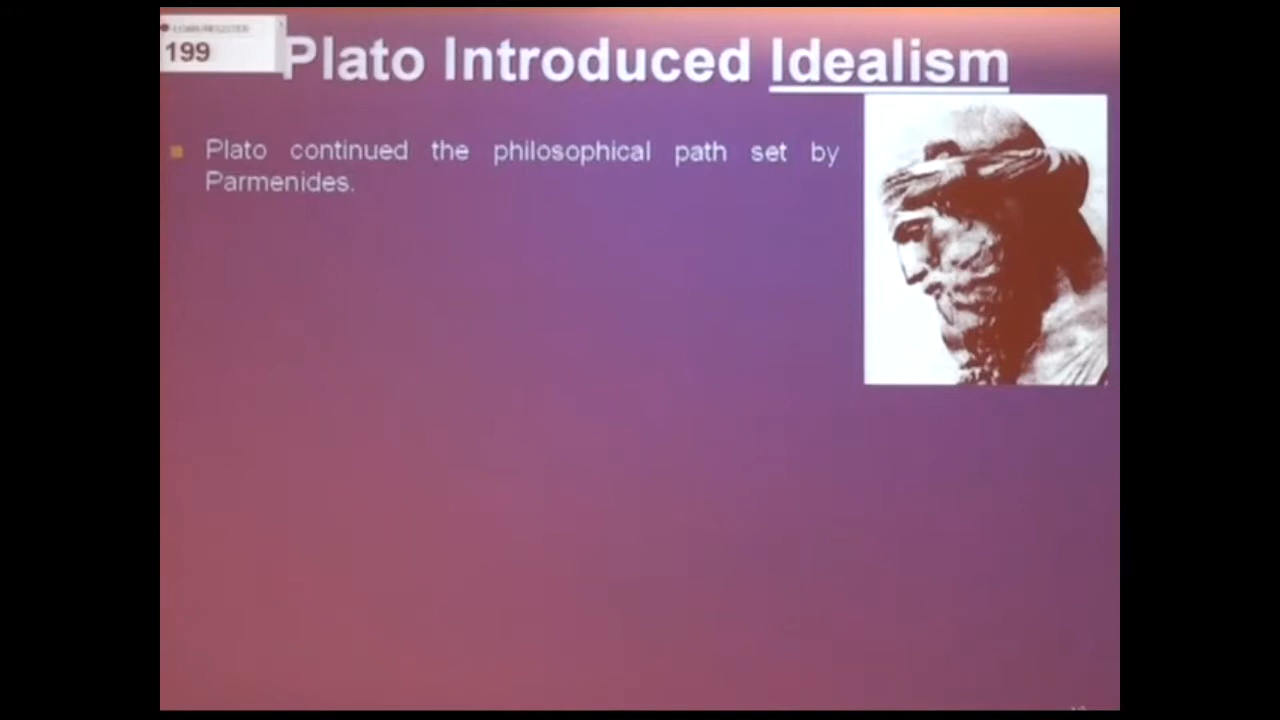 199
Plato Introduced Idealism
Plato continued the philosophical path set by
Parmenides.